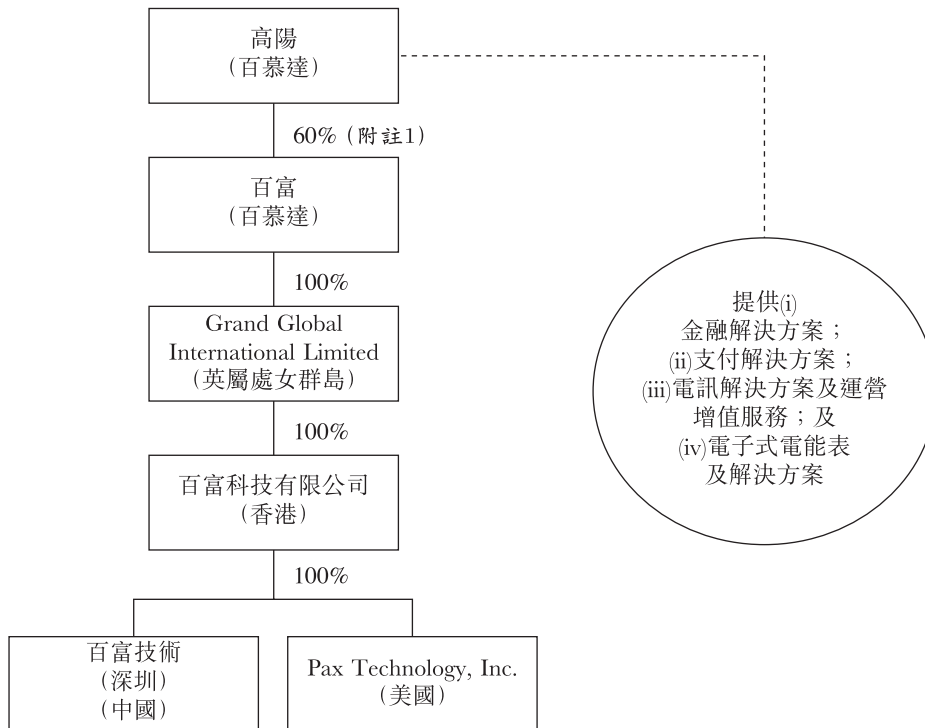 高陽
（百慕達）
60%（附註1）
百富
（百慕達）
100%
Grand Global
International Limited
（英屬處女群島）
100%
百富科技有限公司
（香港）
100%
百富技術
（深圳）
（中國）
Pax Technology, Inc.
（美國）
提供(i)
金融解決方案；
(ii)支付解決方案；
(iii)電訊解決方案及運營
增值服務；及
(iv)電子式電能表
及解決方案